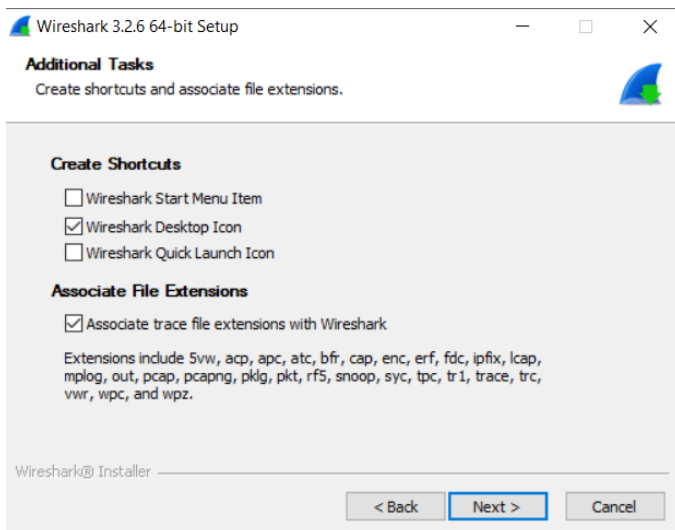 Wireshark 3.2.6 64-bit Setup
Additional Tasks
Create shortcuts and associate file extensions.
Create Shortcuts
Wireshark Start Menu Item
Wireshark Desktop Icon
Wireshark Quick Launch Icon
Associate File Extensions
Associate trace file extensions with Wireshark
Extensions include 5vw, acp, apc, atc, bfr, cap, enc, erf, fdc, ipfix, lcap,
mplog, out, pcap, pcapng, pklg, pkt, rf5, snoop, syc, tpc, tr1, trace, trc,
vwr, wpc, and wpz.
Wireshark® Installer
< Back Next > Cancel